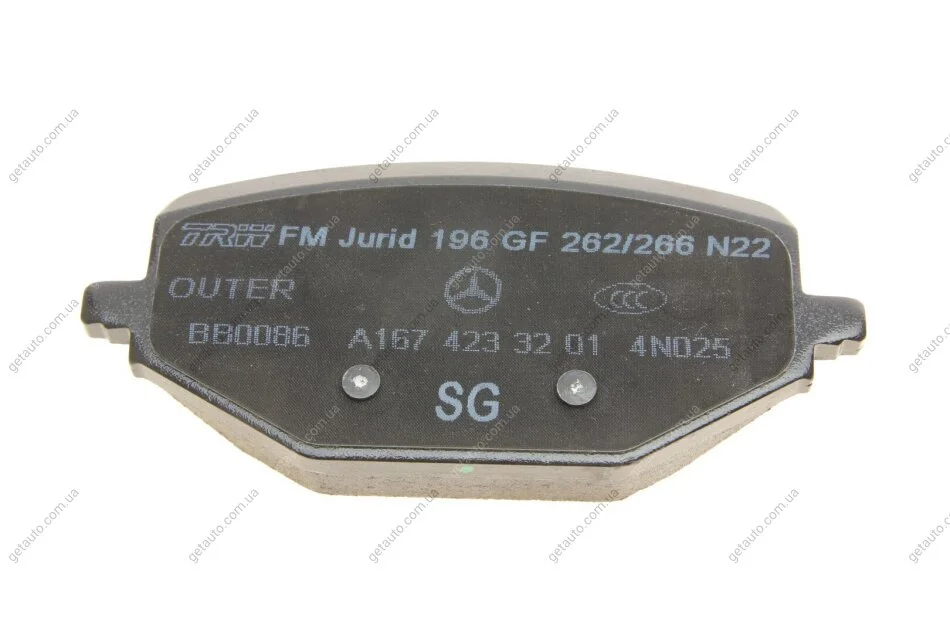 TRW FM Jurid 196 GF 262/266 N22
OUTER CCC
BB0086 A167 423 32 01 4N025
SG
getauto.com.ua